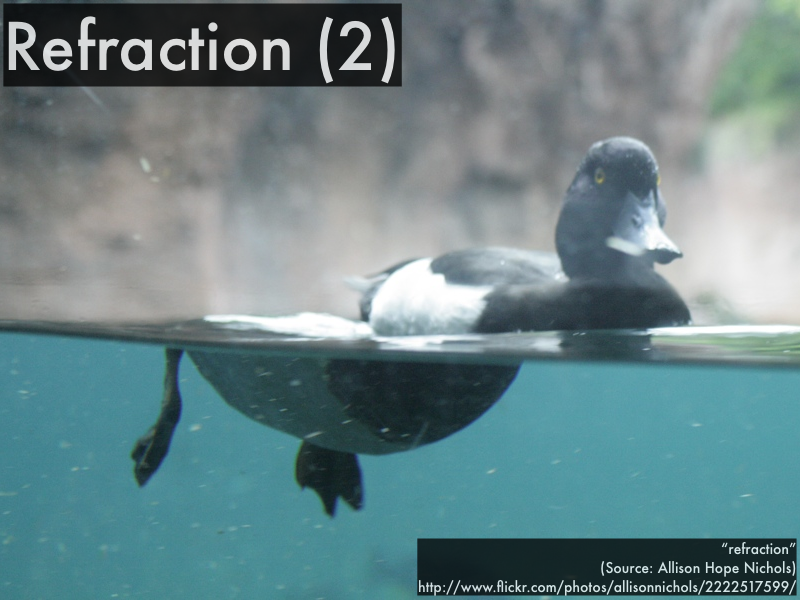 Refraction (2)
“refraction”
(Source: Allison Hope Nichols)
http://www.flickr.com/photos/allisonnichols/2222517599/